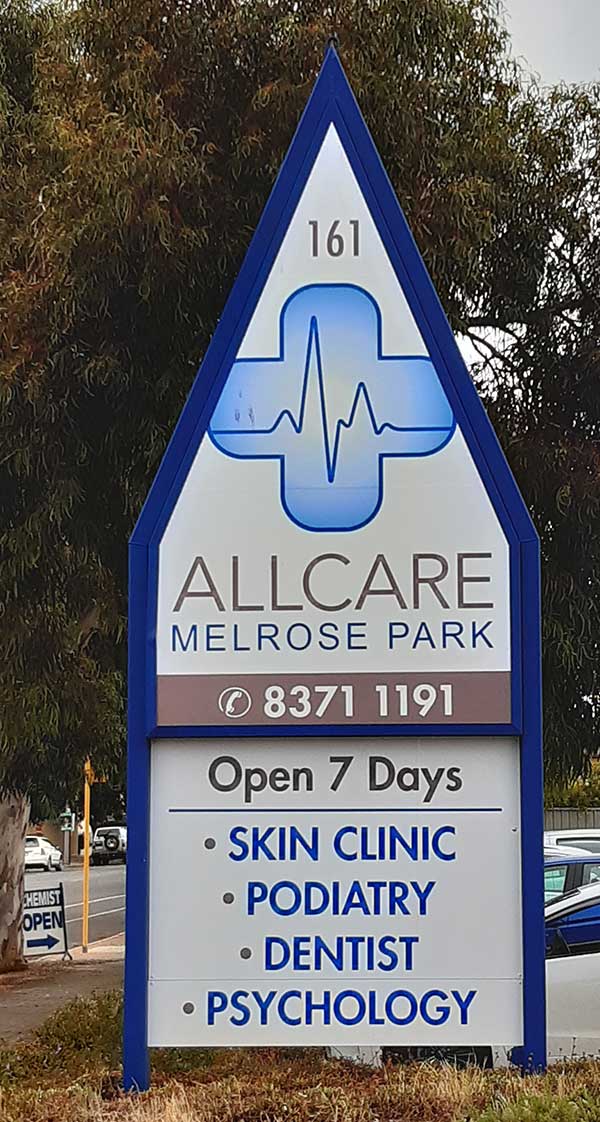 161
ALLCARE
MELROSE PARK
8371 1191
Open 7 Days
• SKIN CLINIC
• PODIATRY
• DENTIST
• PSYCHOLOGY
CHEMIST
OPEN